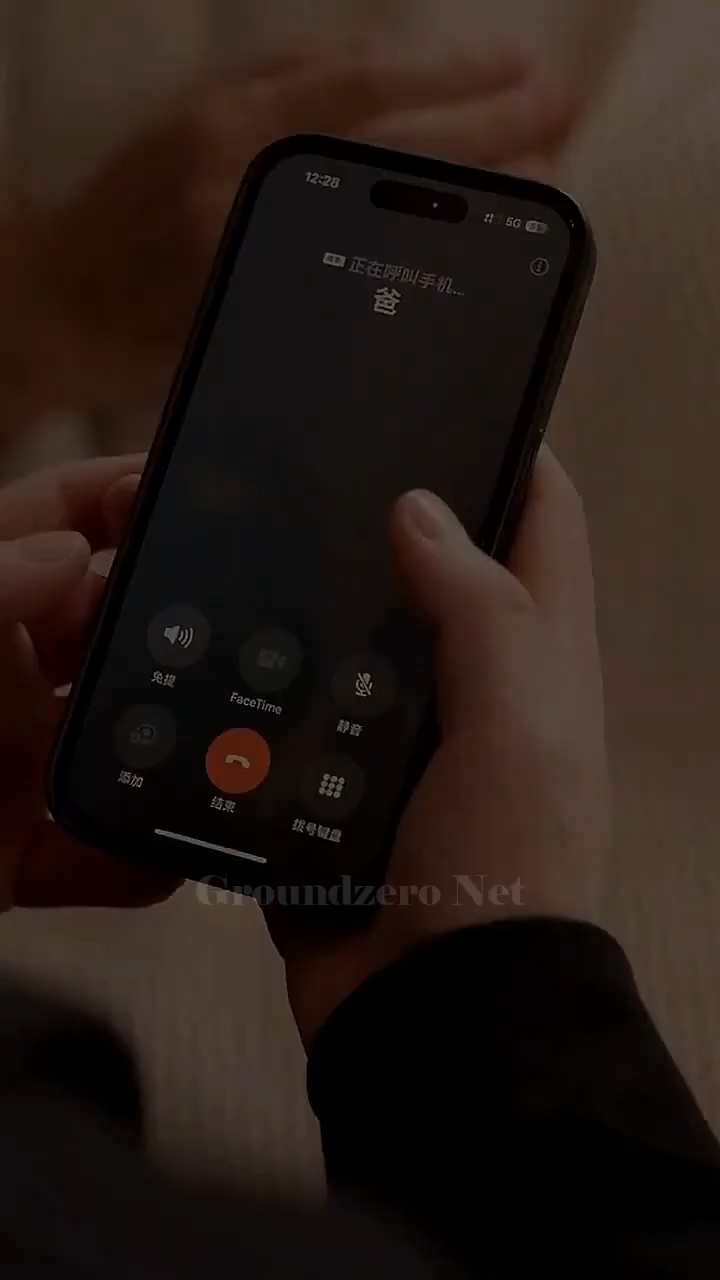 12:28
5G
正在呼叫手机...
爸
免提
FaceTime
静音
添加
结束
拨号键盘
Groundzero Net